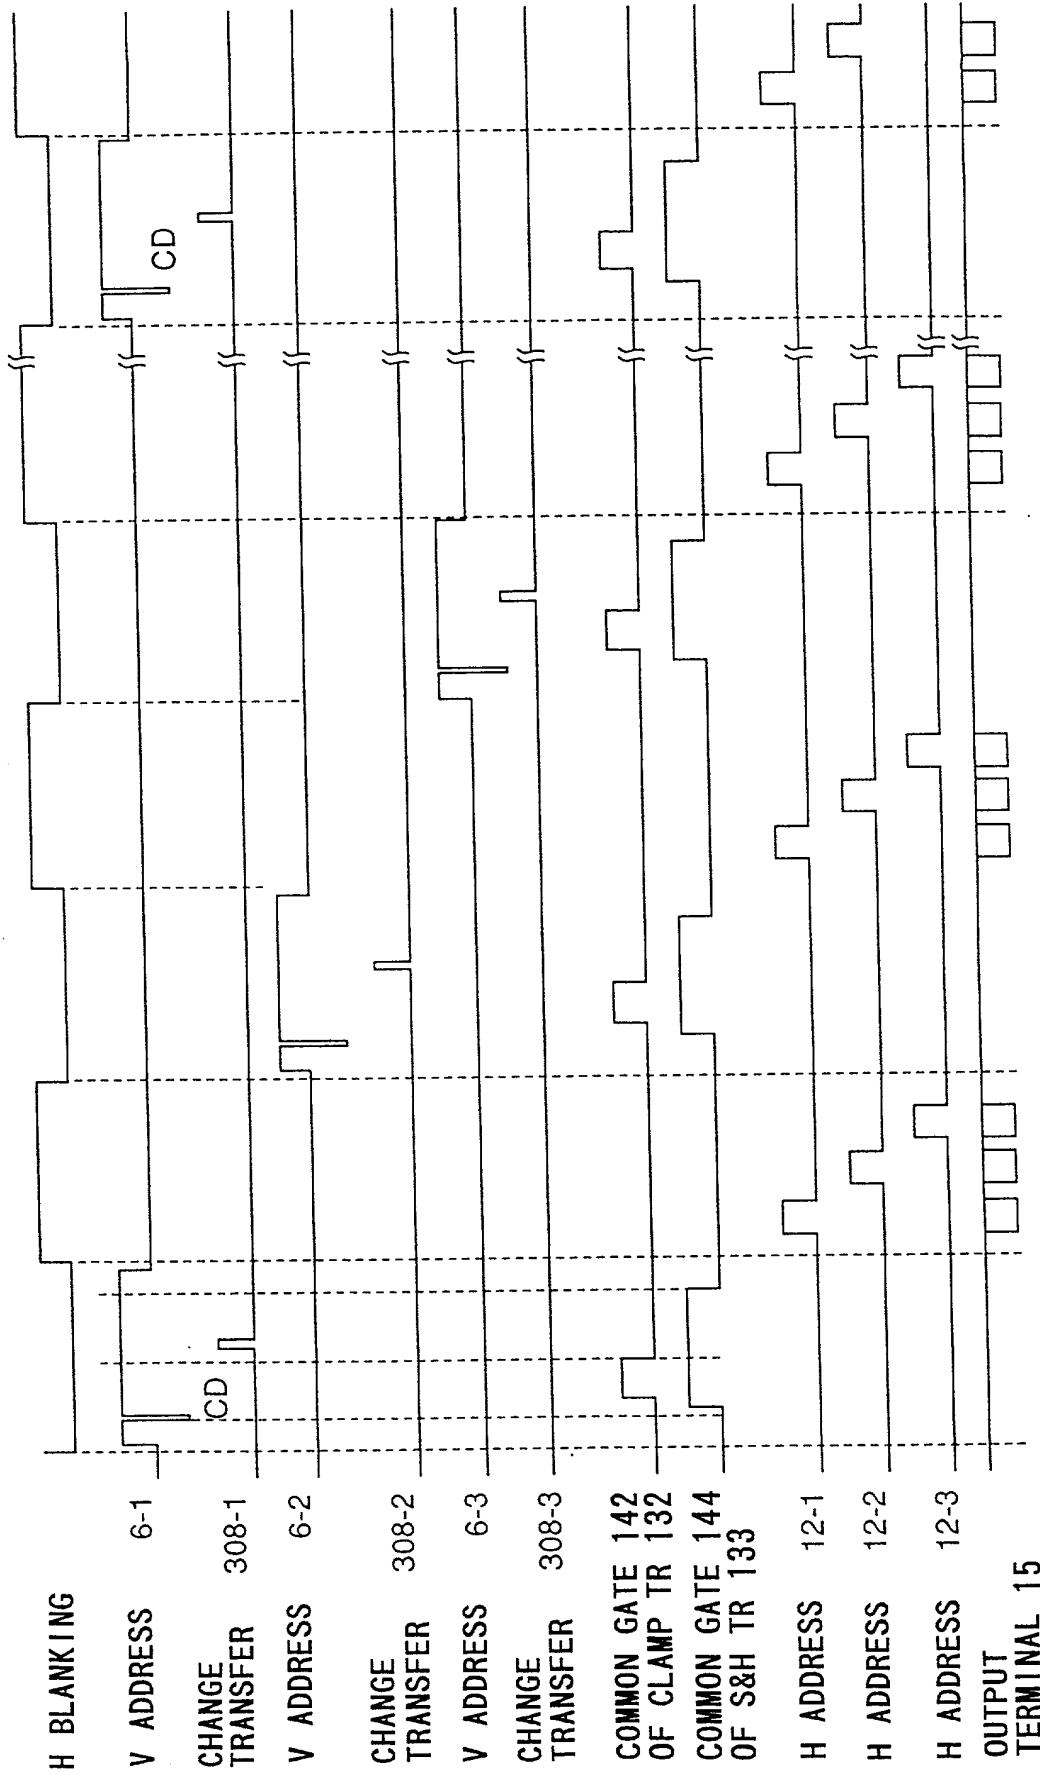 H BLANKING
V ADDRESS 6-1
CD
CD
CHANGE
TRANSFER 308-1
V ADDRESS 6-2
CHANGE
TRANSFER 308-2
V ADDRESS 6-3
CHANGE
TRANSFER 308-3
COMMON GATE 142
OF CLAMP TR 132
COMMON GATE 144
OF S&H TR 133
H ADDRESS 12-1
H ADDRESS 12-2
H ADDRESS 12-3
OUTPUT
TERMINAL 15